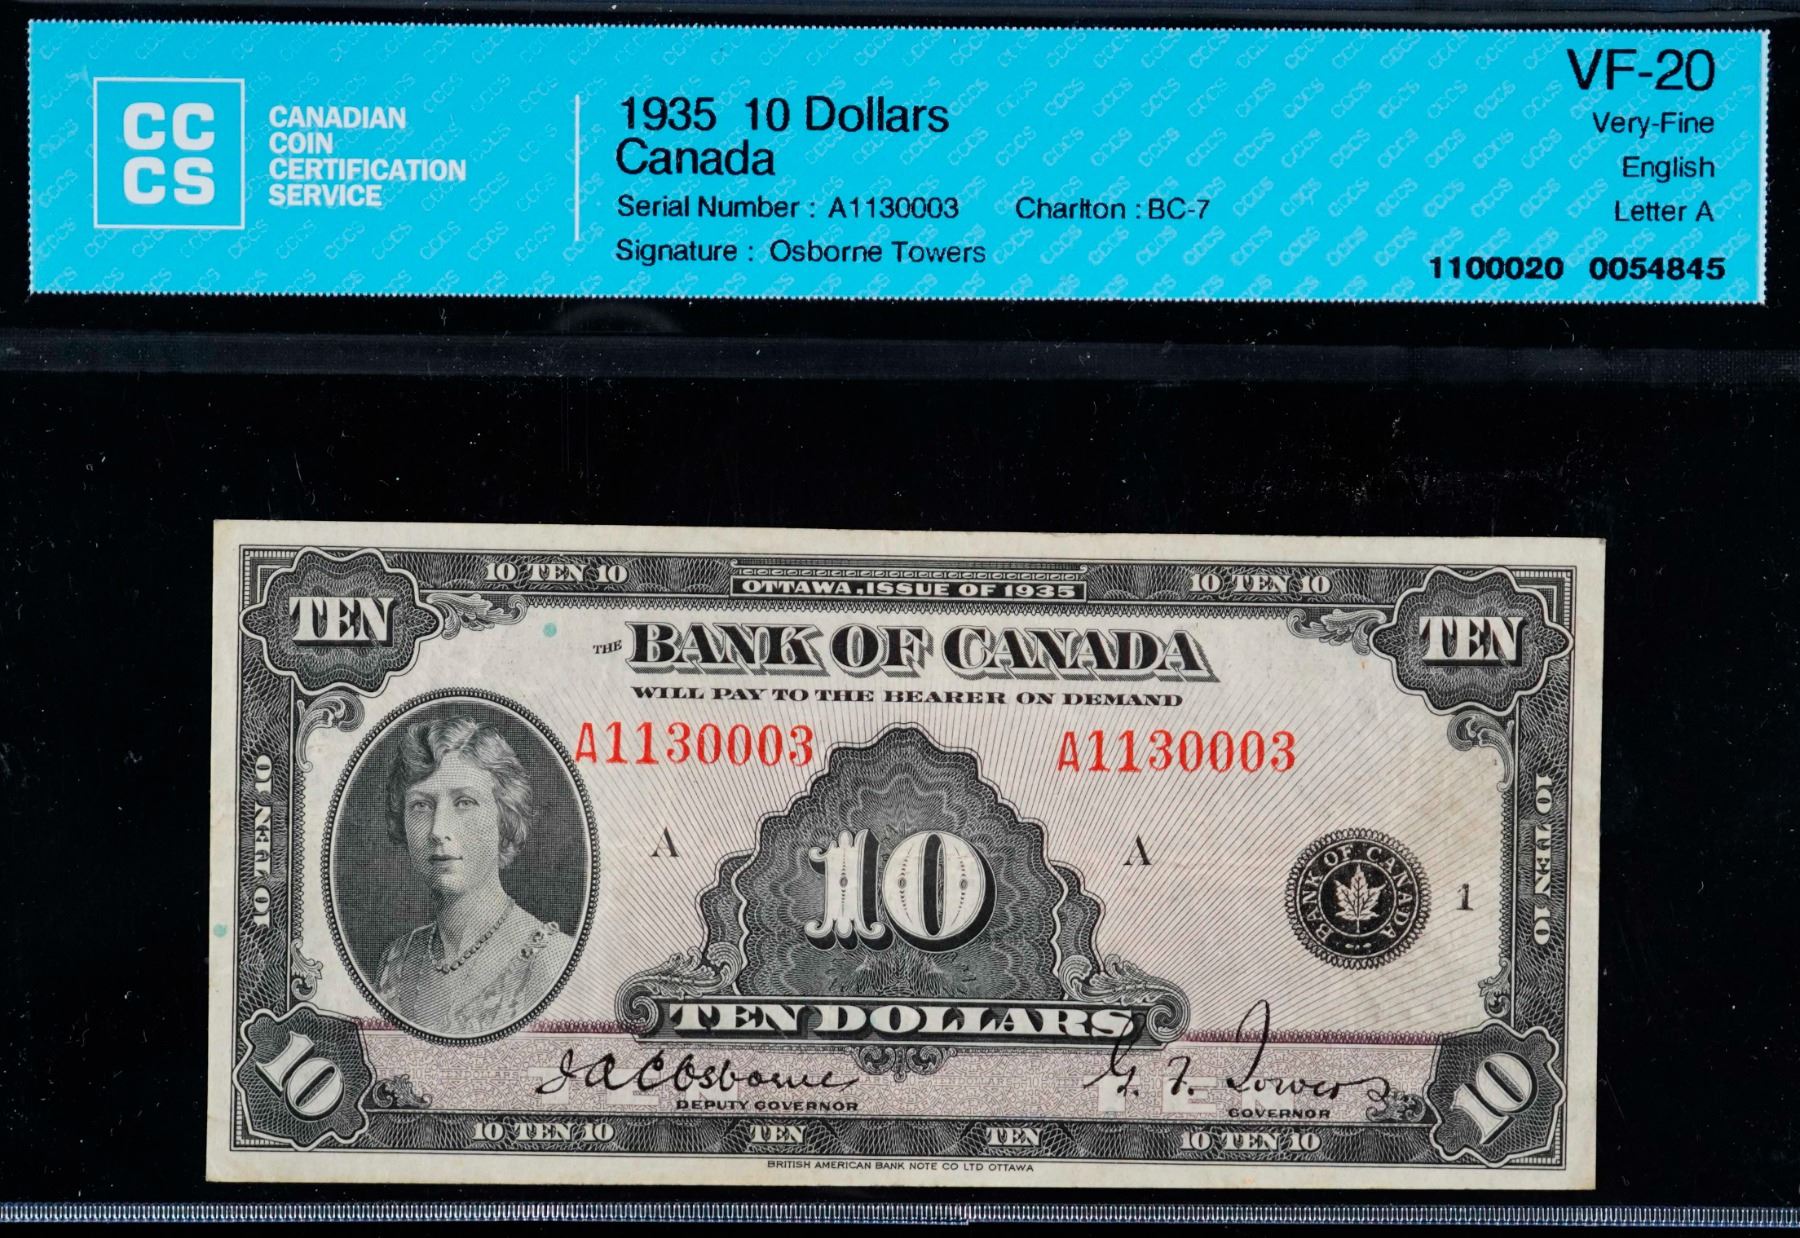 CC
CS
CANADIAN
COIN
CERTIFICATION
SERVICE
1935 10 Dollars
Canada
Serial Number : A1130003 Charlton : BC-7
Signature : Osborne Towers
VF-20
Very-Fine
English
Letter A
1100020 0054845
10 TEN 10
OTTAWA. ISSUE OF 1935
10 TEN 10
TEN
TEN
THE BANK OF CANADA
WILL PAY TO THE BEARER ON DEMAND
A1130003 A1130003
10 TEN 10
10 TEN 10
A A
10
BANK OF CANADA
1
TEN DOLLARS
10
10
J A C Osborne
DEPUTY GOVERNOR
G. F. Towers
GOVERNOR
TEN
10 TEN 10 TEN TEN 10 TEN 10
BRITISH AMERICAN BANK NOTE CO LTD OTTAWA